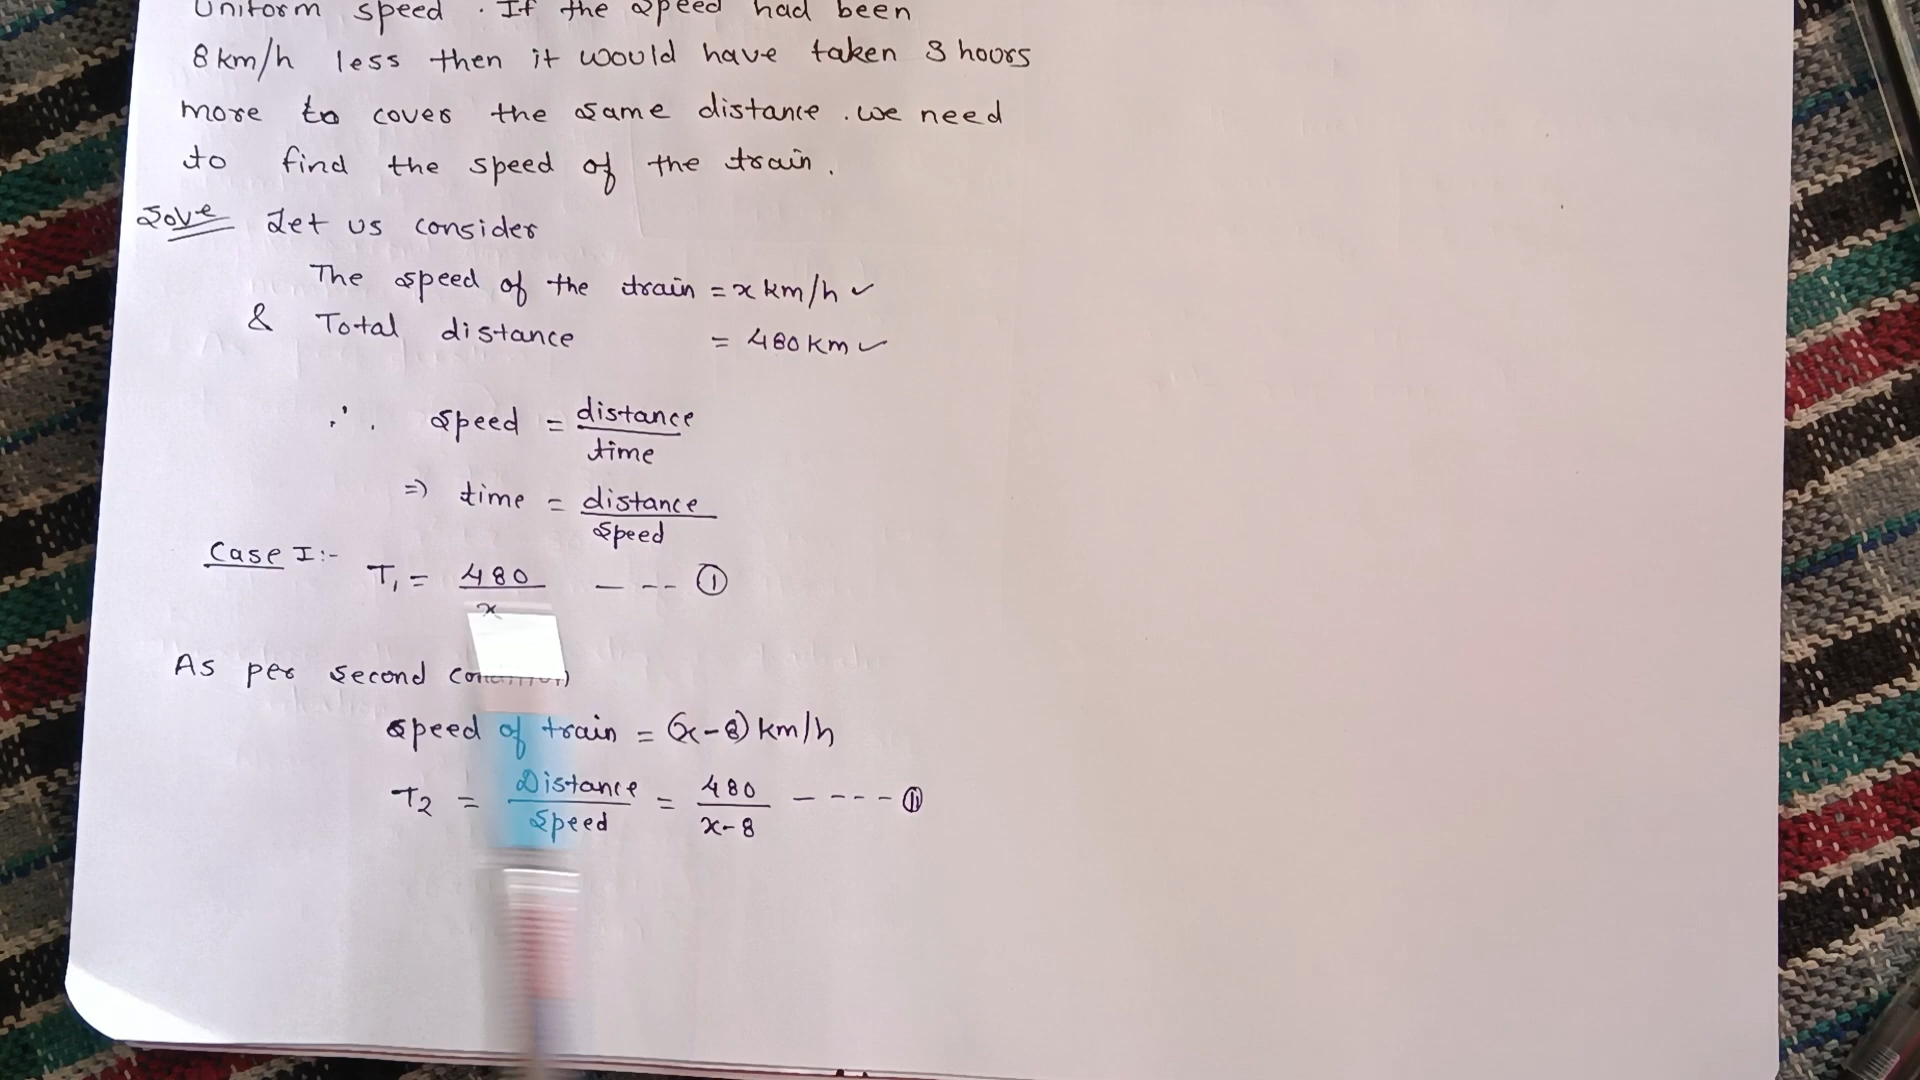 Uniform speed. If the speed had been
8 km/h less then it would have taken 3 hours
more to cover the same distance. we need
to find the speed of the train.
Solve Let us consider
The speed of the train = x km/h ✓
& Total distance = 480 km ✓
∴ speed = distance / time
=> time = distance / speed
Case I:- T₁ = 480 / x — -- ①
As per second condition
speed of train = (x-8) km/h
T2 = Distance / speed = 480 / x-8 — --- ⑪